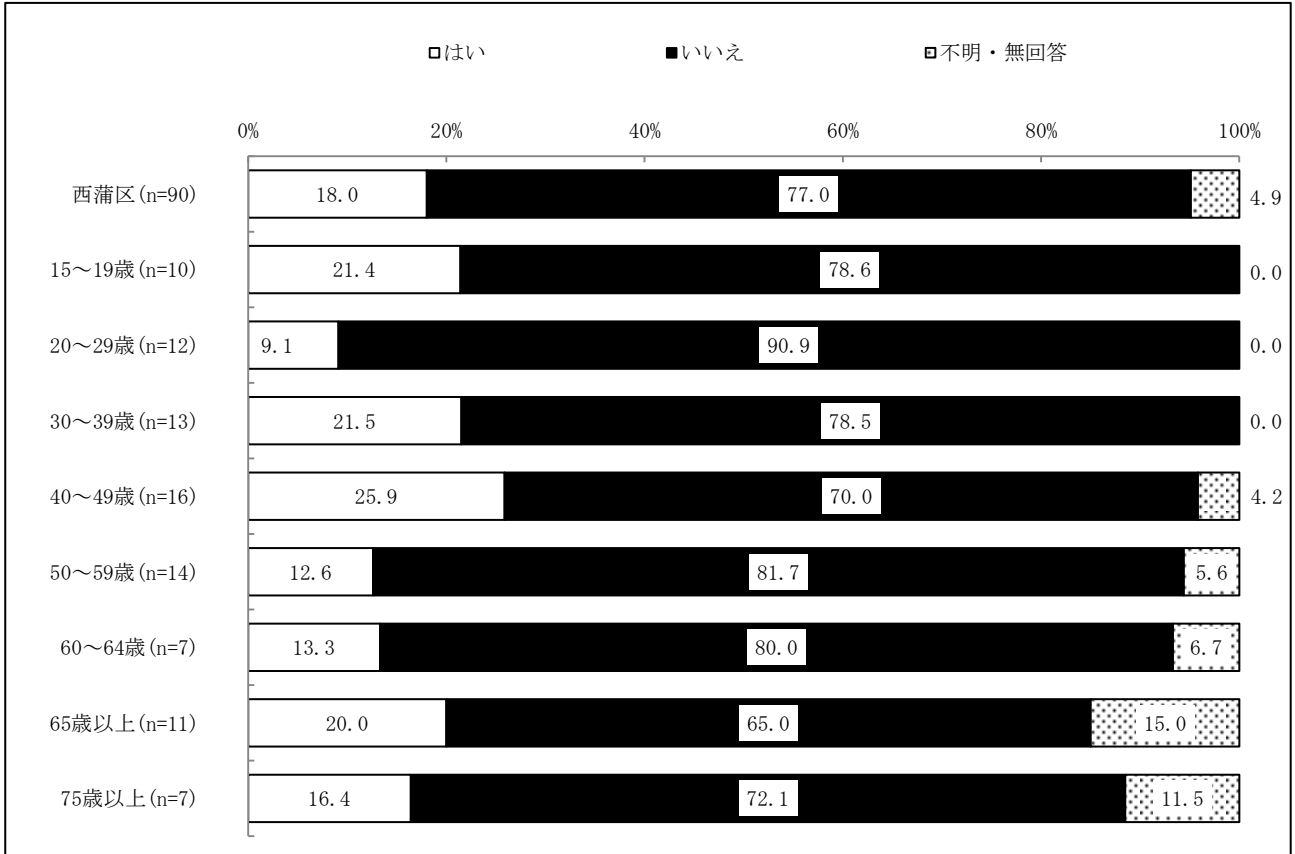 はい いいえ 不明・無回答
0% 20% 40% 60% 80% 100%
西蒲区(n=90) 18.0 77.0 4.9
15～19歳(n=10) 21.4 78.6 0.0
20～29歳(n=12) 9.1 90.9 0.0
30～39歳(n=13) 21.5 78.5 0.0
40～49歳(n=16) 25.9 70.0 4.2
50～59歳(n=14) 12.6 81.7 5.6
60～64歳(n=7) 13.3 80.0 6.7
65歳以上(n=11) 20.0 65.0 15.0
75歳以上(n=7) 16.4 72.1 11.5